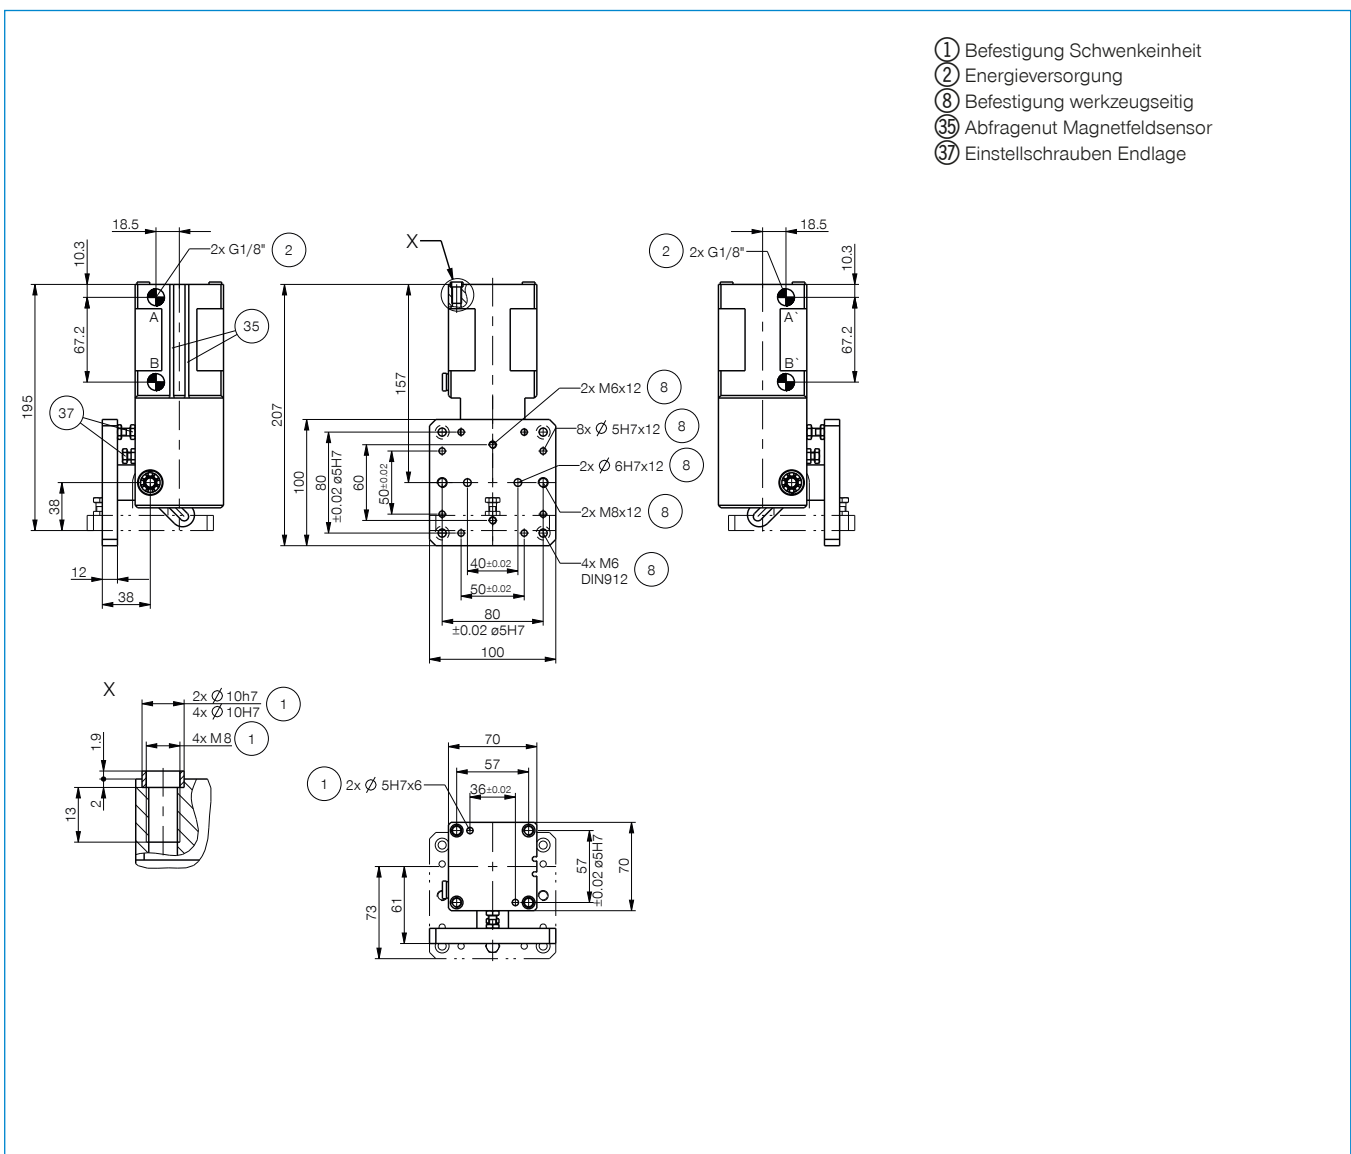 1 Befestigung Schwenkeinheit
2 Energieversorgung
8 Befestigung werkzeugseitig
35 Abfragenut Magnetfeldsensor
37 Einstellschrauben Endlage
18.5
10.3
2x G1/8" 2
A
B
67.2
195
35
37
38
12
38
X
207
157
100
80
±0.02 ø5H7
60
50±0.02
2x M6x12 8
8x Ø 5H7x12 8
2x Ø 6H7x12 8
2x M8x12 8
4x M6 8
DIN912
40±0.02
50±0.02
80
±0.02 ø5H7
100
2 2x G1/8"
18.5
10.3
A`
B`
67.2
X
2x Ø 10h7 1
4x Ø 10H7
4x M8 1
1.9
2
13
70
57
36±0.02
1 2x Ø 5H7x6
57
±0.02 ø5H7
70
73
61